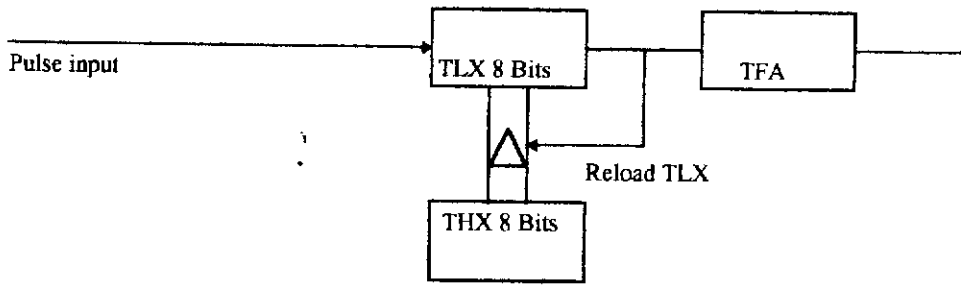 Pulse input
TLX 8 Bits
TFA
Reload TLX
THX 8 Bits